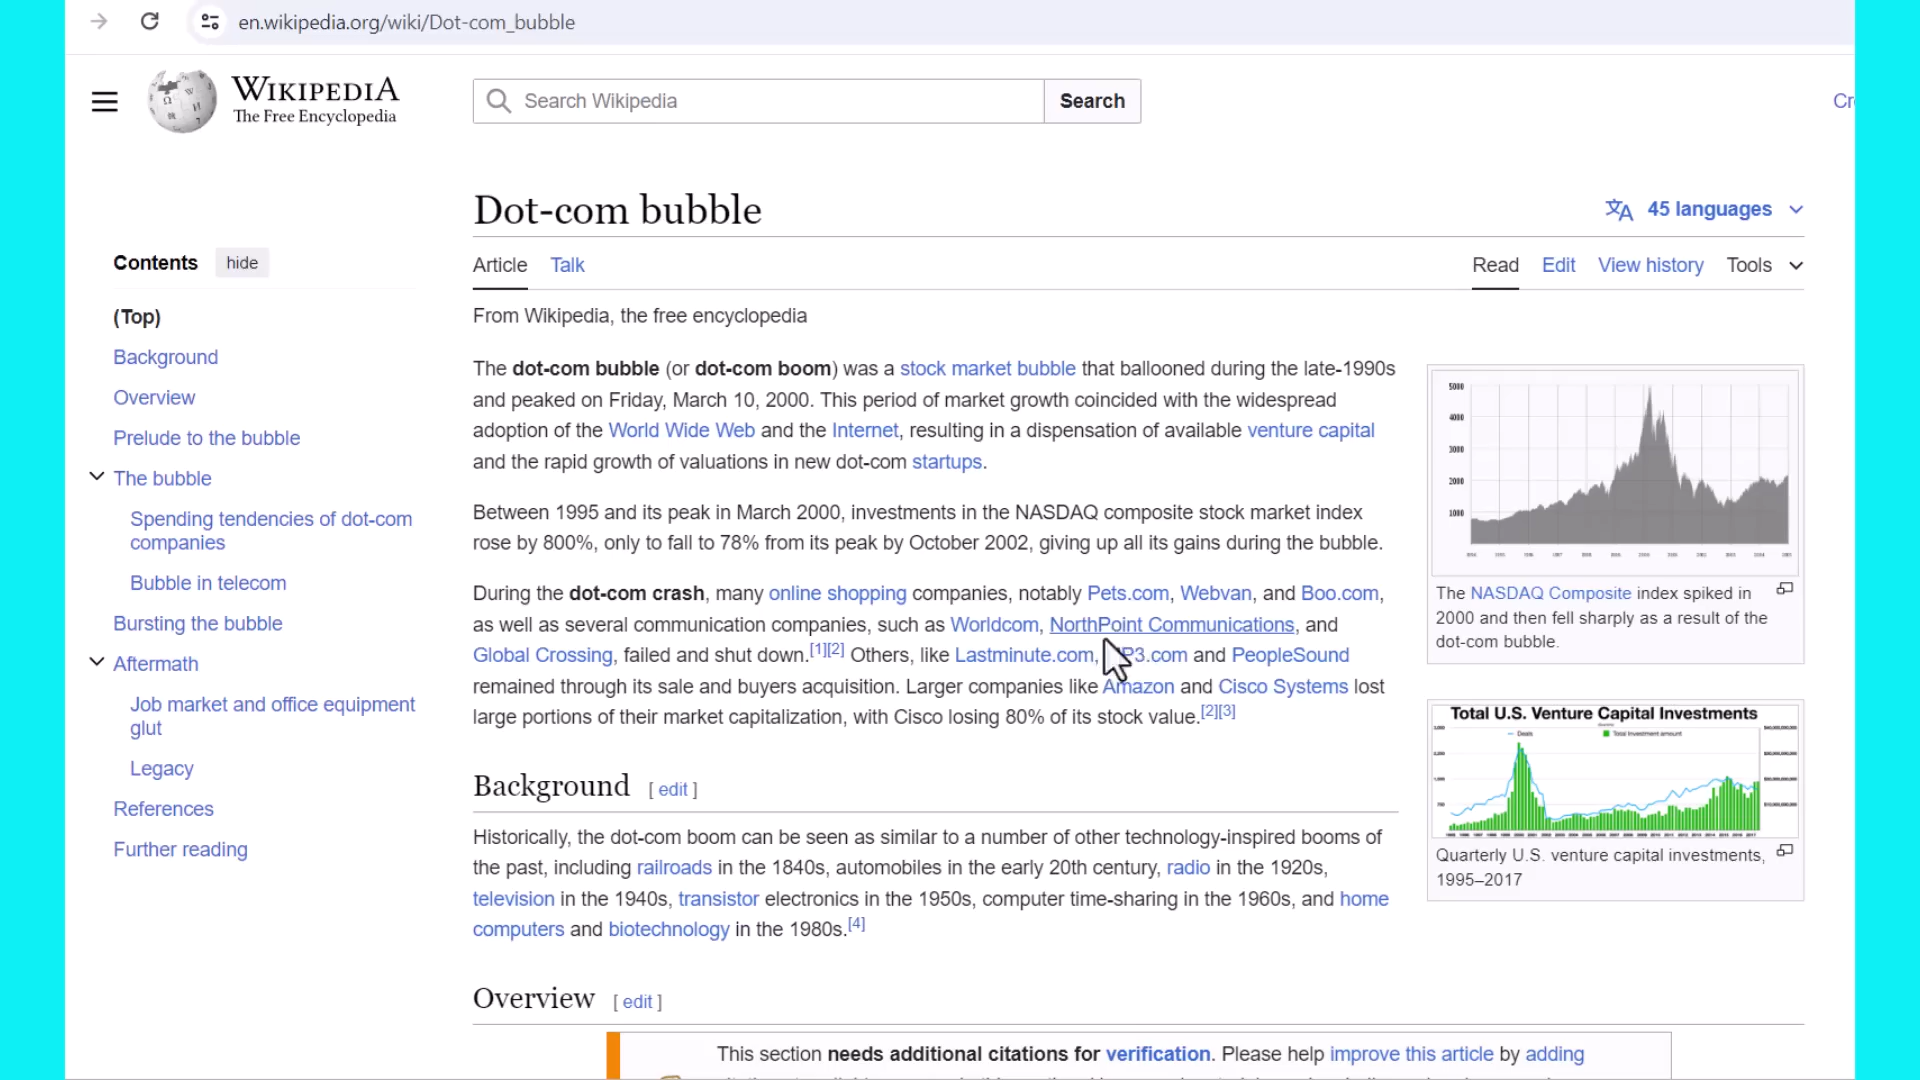 en.wikipedia.org/wiki/Dot-com_bubble
WIKIPEDIA
The Free Encyclopedia
Search Wikipedia
Search
Cr
Dot-com bubble
45 languages
Contents
hide
Article
Talk
Read
Edit
View history
Tools
(Top)
Background
Overview
Prelude to the bubble
The bubble
Spending tendencies of dot-com
companies
Bubble in telecom
Bursting the bubble
Aftermath
Job market and office equipment
glut
Legacy
References
Further reading
From Wikipedia, the free encyclopedia
The dot-com bubble (or dot-com boom) was a stock market bubble that ballooned during the late-1990s
and peaked on Friday, March 10, 2000. This period of market growth coincided with the widespread
adoption of the World Wide Web and the Internet, resulting in a dispensation of available venture capital
and the rapid growth of valuations in new dot-com startups.
Between 1995 and its peak in March 2000, investments in the NASDAQ composite stock market index
rose by 800%, only to fall to 78% from its peak by October 2002, giving up all its gains during the bubble.
During the dot-com crash, many online shopping companies, notably Pets.com, Webvan, and Boo.com,
as well as several communication companies, such as Worldcom, NorthPoint Communications, and
Global Crossing, failed and shut down.[1][2] Others, like Lastminute.com, P3.com and PeopleSound
remained through its sale and buyers acquisition. Larger companies like Amazon and Cisco Systems lost
large portions of their market capitalization, with Cisco losing 80% of its stock value.[2][3]
Background [ edit ]
Historically, the dot-com boom can be seen as similar to a number of other technology-inspired booms of
the past, including railroads in the 1840s, automobiles in the early 20th century, radio in the 1920s,
television in the 1940s, transistor electronics in the 1950s, computer time-sharing in the 1960s, and home
computers and biotechnology in the 1980s.[4]
Overview [ edit ]
This section needs additional citations for verification. Please help improve this article by adding
5000
4000
3000
2000
1000
The NASDAQ Composite index spiked in
2000 and then fell sharply as a result of the
dot-com bubble.
Total U.S. Venture Capital Investments
Deals
Total Investment amount
Quarterly U.S. venture capital investments,
1995–2017